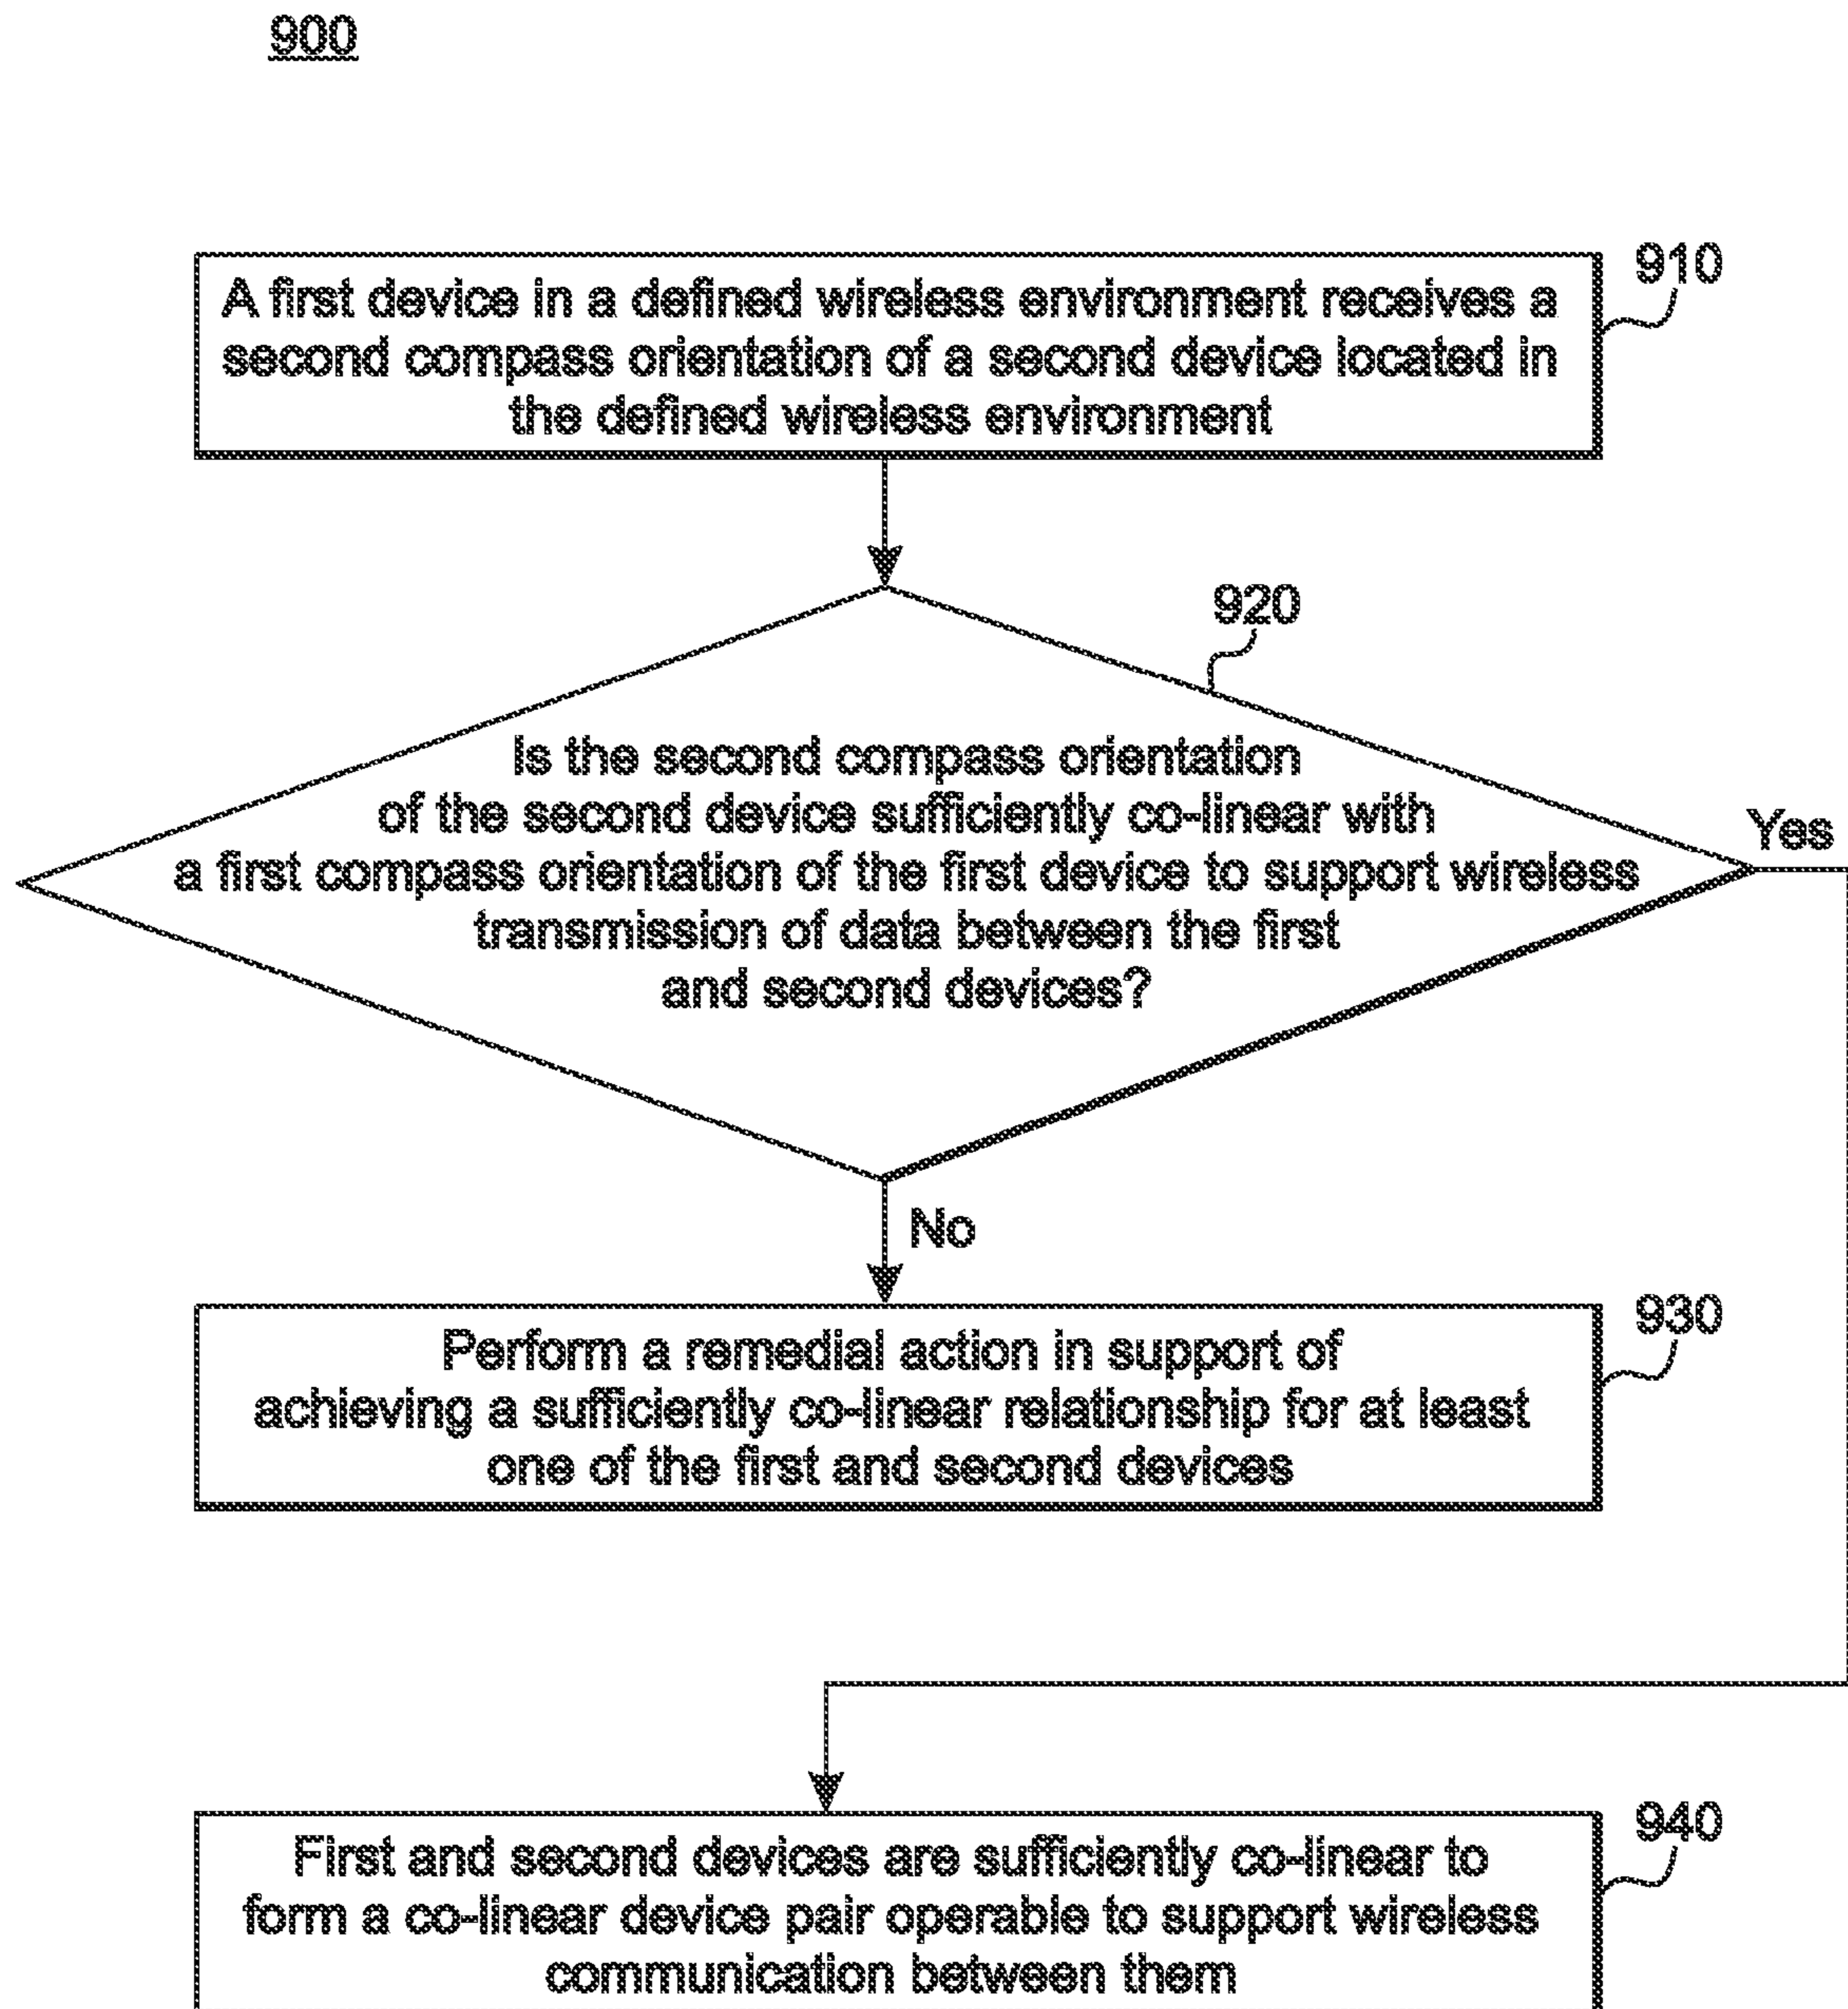 900
910
A first device in a defined wireless environment receives a
second compass orientation of a second device located in
the defined wireless environment
920
Is the second compass orientation
of the second device sufficiently co-linear with
a first compass orientation of the first device to support wireless
transmission of data between the first
and second devices?
Yes
No
930
Perform a remedial action in support of
achieving a sufficiently co-linear relationship for at least
one of the first and second devices
940
First and second devices are sufficiently co-linear to
form a co-linear device pair operable to support wireless
communication between them